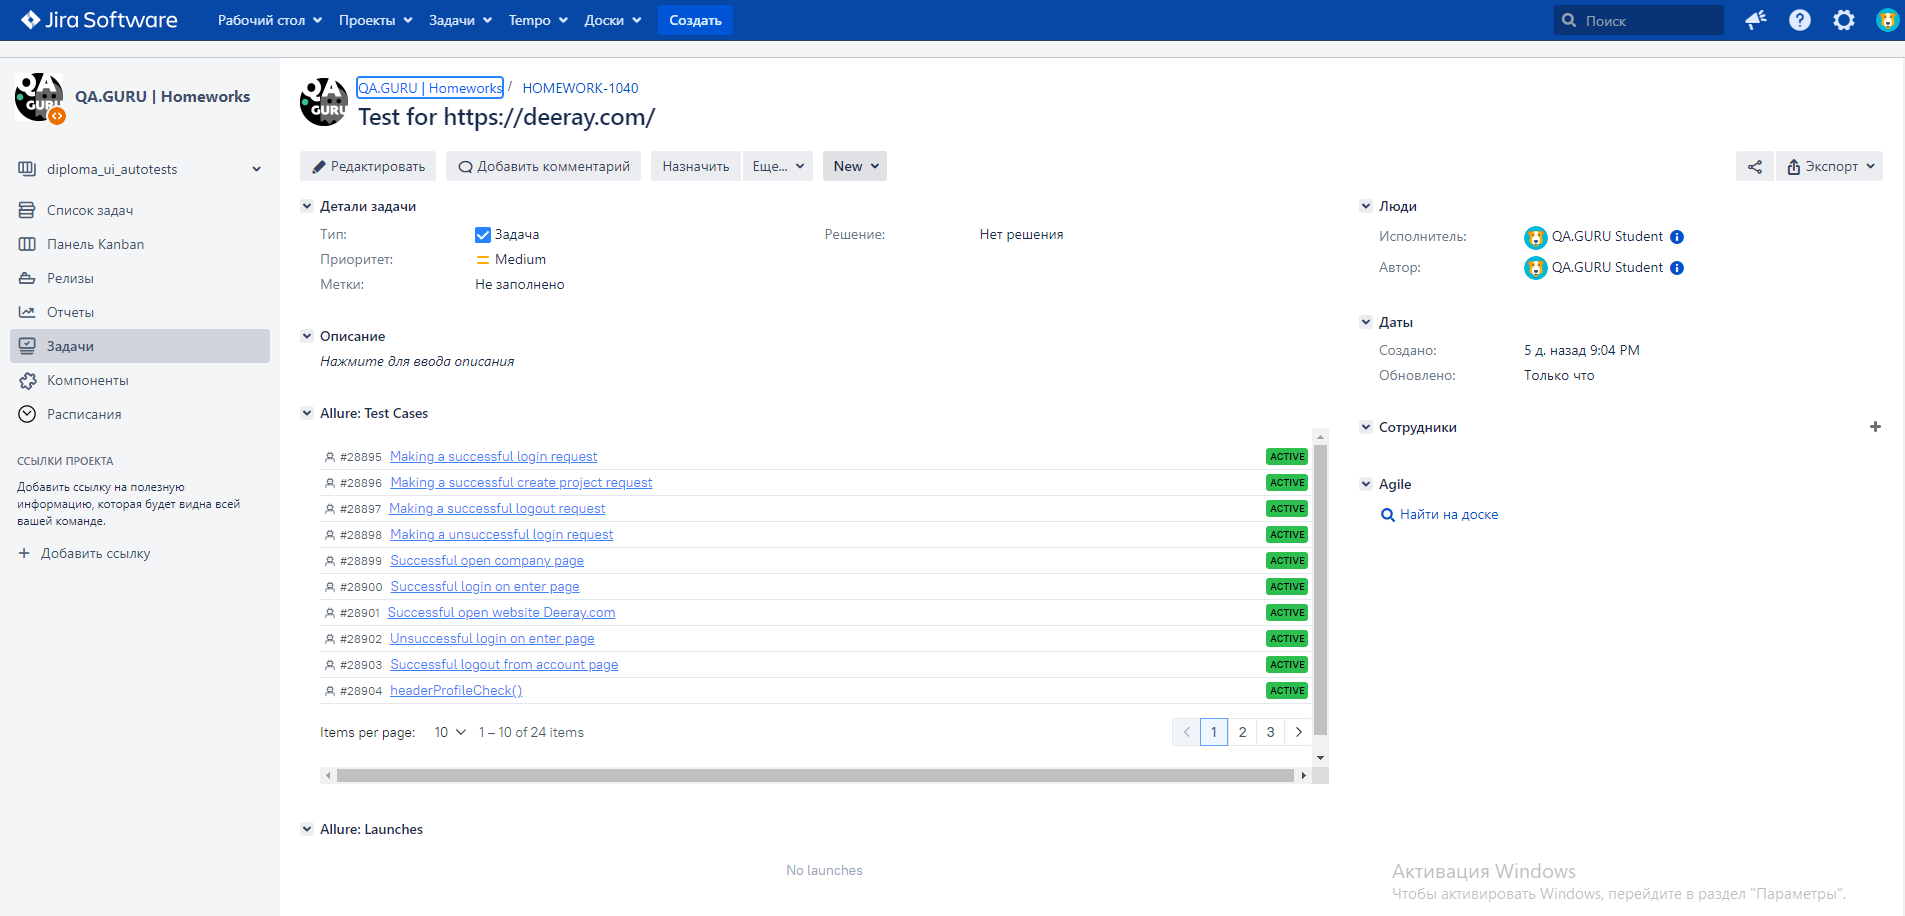 Jira Software
Рабочий стол
Проекты
Задачи
Tempo
Доски
Создать
Поиск
QA GURU
QA.GURU | Homeworks
diploma_ui_autotests
Список задач
Панель Kanban
Релизы
Отчеты
Задачи
Компоненты
Расписания
ССЫЛКИ ПРОЕКТА
Добавить ссылку на полезную
информацию, которая будет видна всей
вашей команде.
+ Добавить ссылку
QA GURU
QA.GURU | Homeworks / HOMEWORK-1040
Test for https://deeray.com/
Редактировать
Добавить комментарий
Назначить
Еще...
New
Экспорт
Детали задачи
Тип: Задача
Решение: Нет решения
Приоритет: Medium
Метки: Не заполнено
Описание
Нажмите для ввода описания
Allure: Test Cases
#28895 Making a successful login request ACTIVE
#28896 Making a successful create project request ACTIVE
#28897 Making a successful logout request ACTIVE
#28898 Making a unsuccessful login request ACTIVE
#28899 Successful open company page ACTIVE
#28900 Successful login on enter page ACTIVE
#28901 Successful open website Deeray.com ACTIVE
#28902 Unsuccessful login on enter page ACTIVE
#28903 Successful logout from account page ACTIVE
#28904 headerProfileCheck() ACTIVE
Items per page: 10 1 – 10 of 24 items
1 2 3
Allure: Launches
No launches
Люди
Исполнитель: QA.GURU Student
Автор: QA.GURU Student
Даты
Создано: 5 д. назад 9:04 PM
Обновлено: Только что
Сотрудники
Agile
Найти на доске
Активация Windows
Чтобы активировать Windows, перейдите в раздел "Параметры".